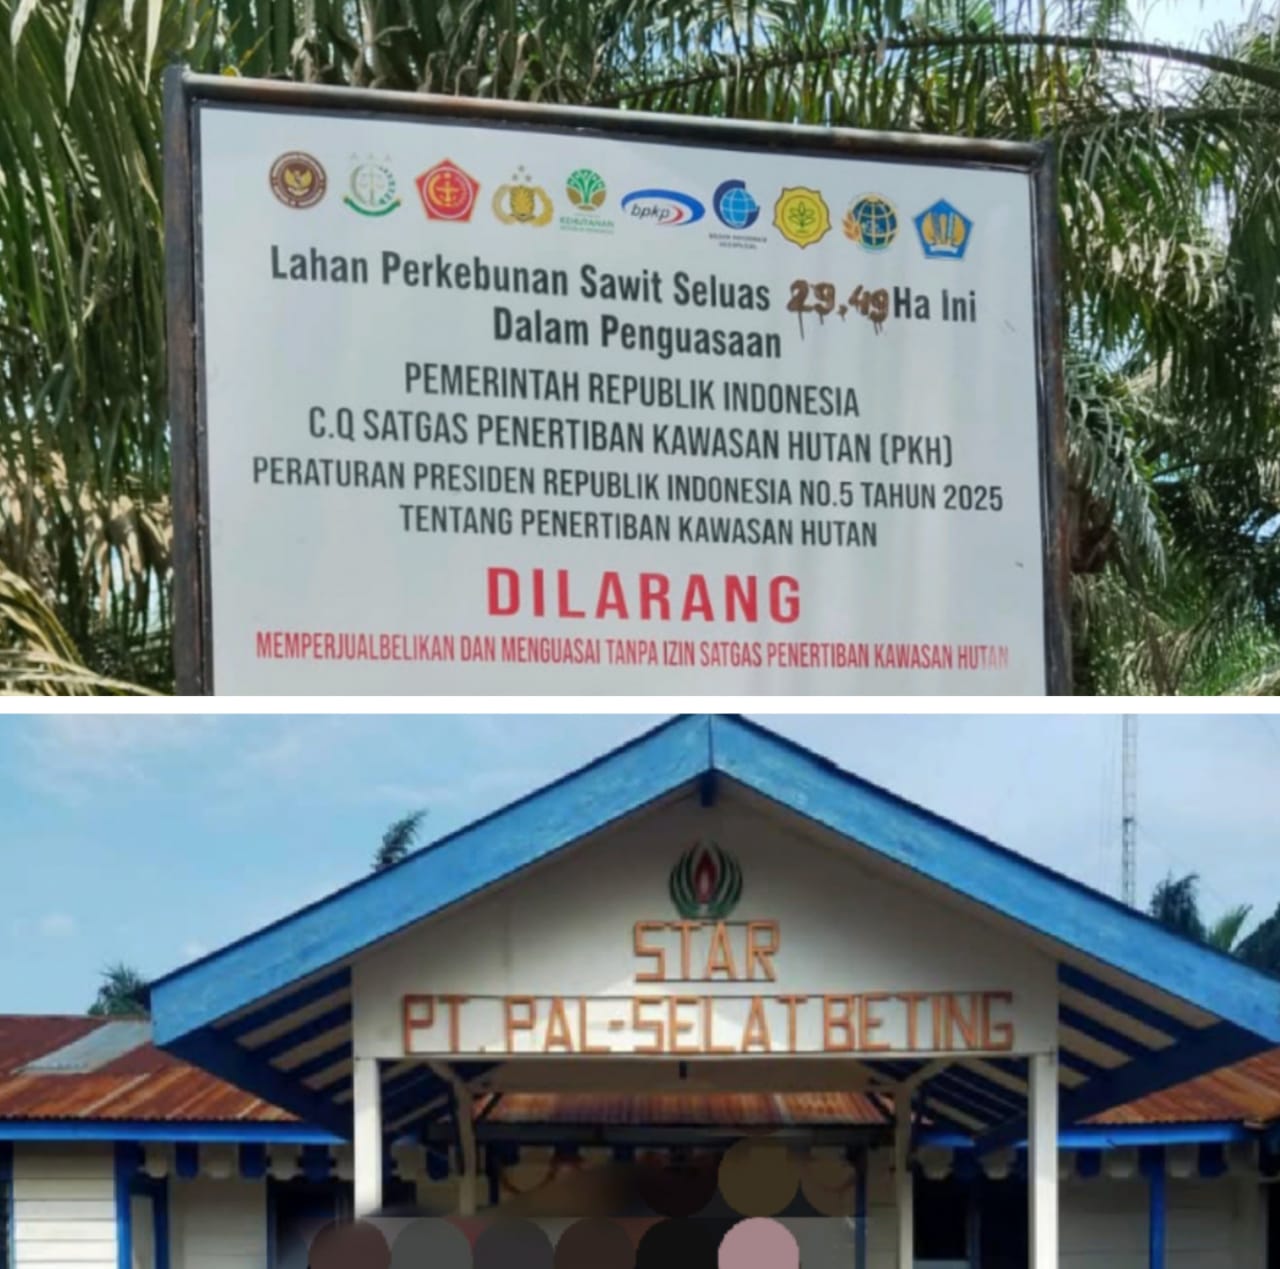 KEHUTANAN
bpkp
Lahan Perkebunan Sawit Seluas 29,49 Ha Ini
Dalam Penguasaan
PEMERINTAH REPUBLIK INDONESIA
C.Q SATGAS PENERTIBAN KAWASAN HUTAN (PKH)
PERATURAN PRESIDEN REPUBLIK INDONESIA NO.5 TAHUN 2025
TENTANG PENERTIBAN KAWASAN HUTAN
DILARANG
MEMPERJUALBELIKAN DAN MENGUASAI TANPA IZIN SATGAS PENERTIBAN KAWASAN HUTAN
STAR
PT. PAL-SELAT BETING